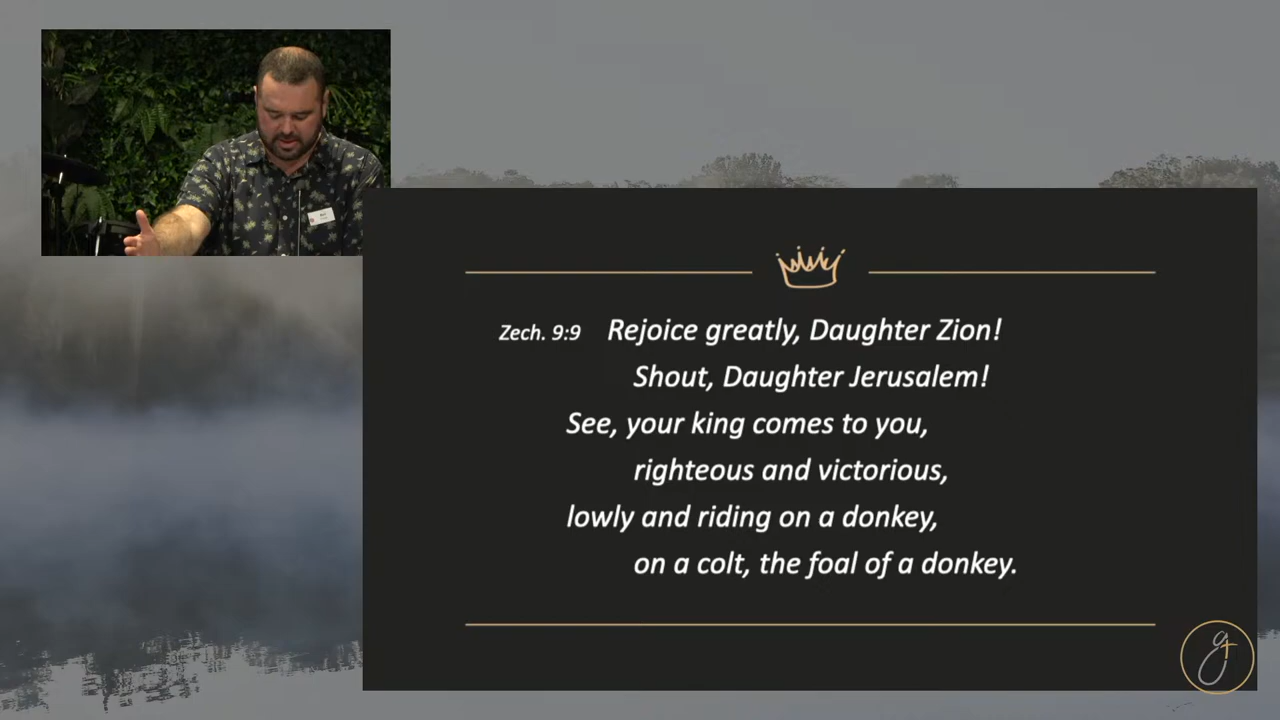 Zech. 9:9 Rejoice greatly, Daughter Zion!
Shout, Daughter Jerusalem!
See, your king comes to you,
righteous and victorious,
lowly and riding on a donkey,
on a colt, the foal of a donkey.